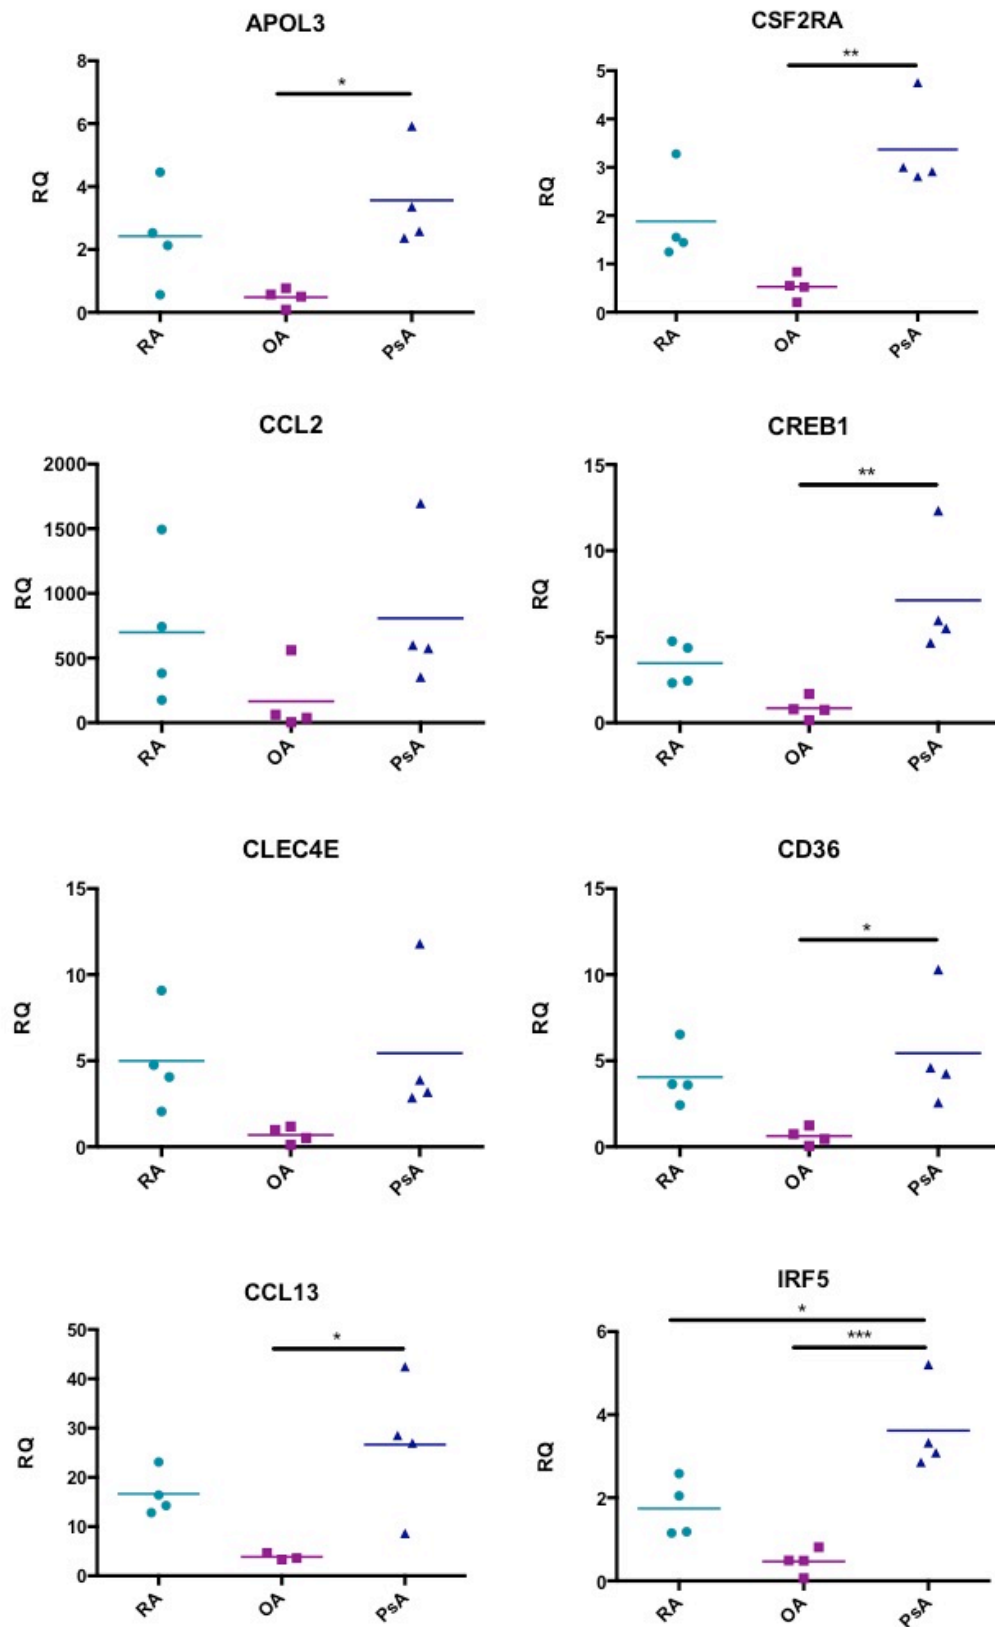 APOL3
8
6
4
2
0
RQ
*
RA
OA
PsA
CSF2RA
5
4
3
2
1
0
RQ
**
RA
OA
PsA
CCL2
2000
1500
1000
500
0
RQ
RA
OA
PsA
CREB1
15
10
5
0
RQ
**
RA
OA
PsA
CLEC4E
15
10
5
0
RQ
RA
OA
PsA
CD36
15
10
5
0
RQ
*
RA
OA
PsA
CCL13
50
40
30
20
10
0
RQ
*
RA
OA
PsA
IRF5
6
4
2
0
RQ
*
***
RA
OA
PsA